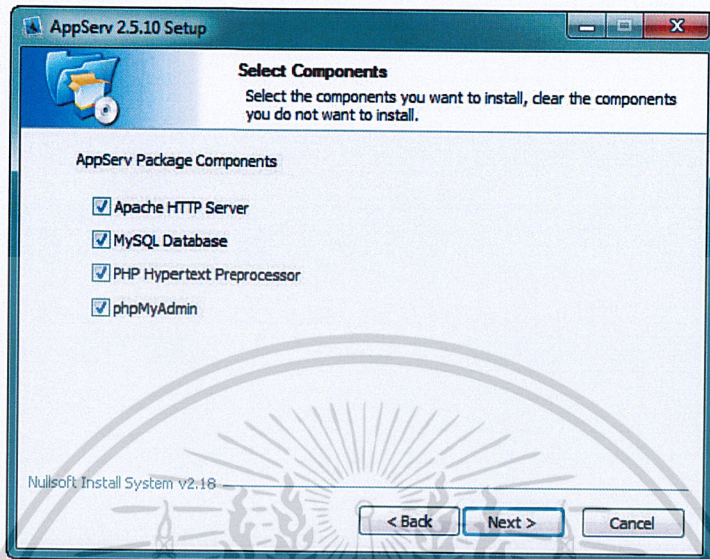 AppServ 2.5.10 Setup
Select Components
Select the components you want to install, clear the components
you do not want to install.
AppServ Package Components
Apache HTTP Server
MySQL Database
PHP Hypertext Preprocessor
phpMyAdmin
Nullsoft Install System v2.18
< Back
Next >
Cancel